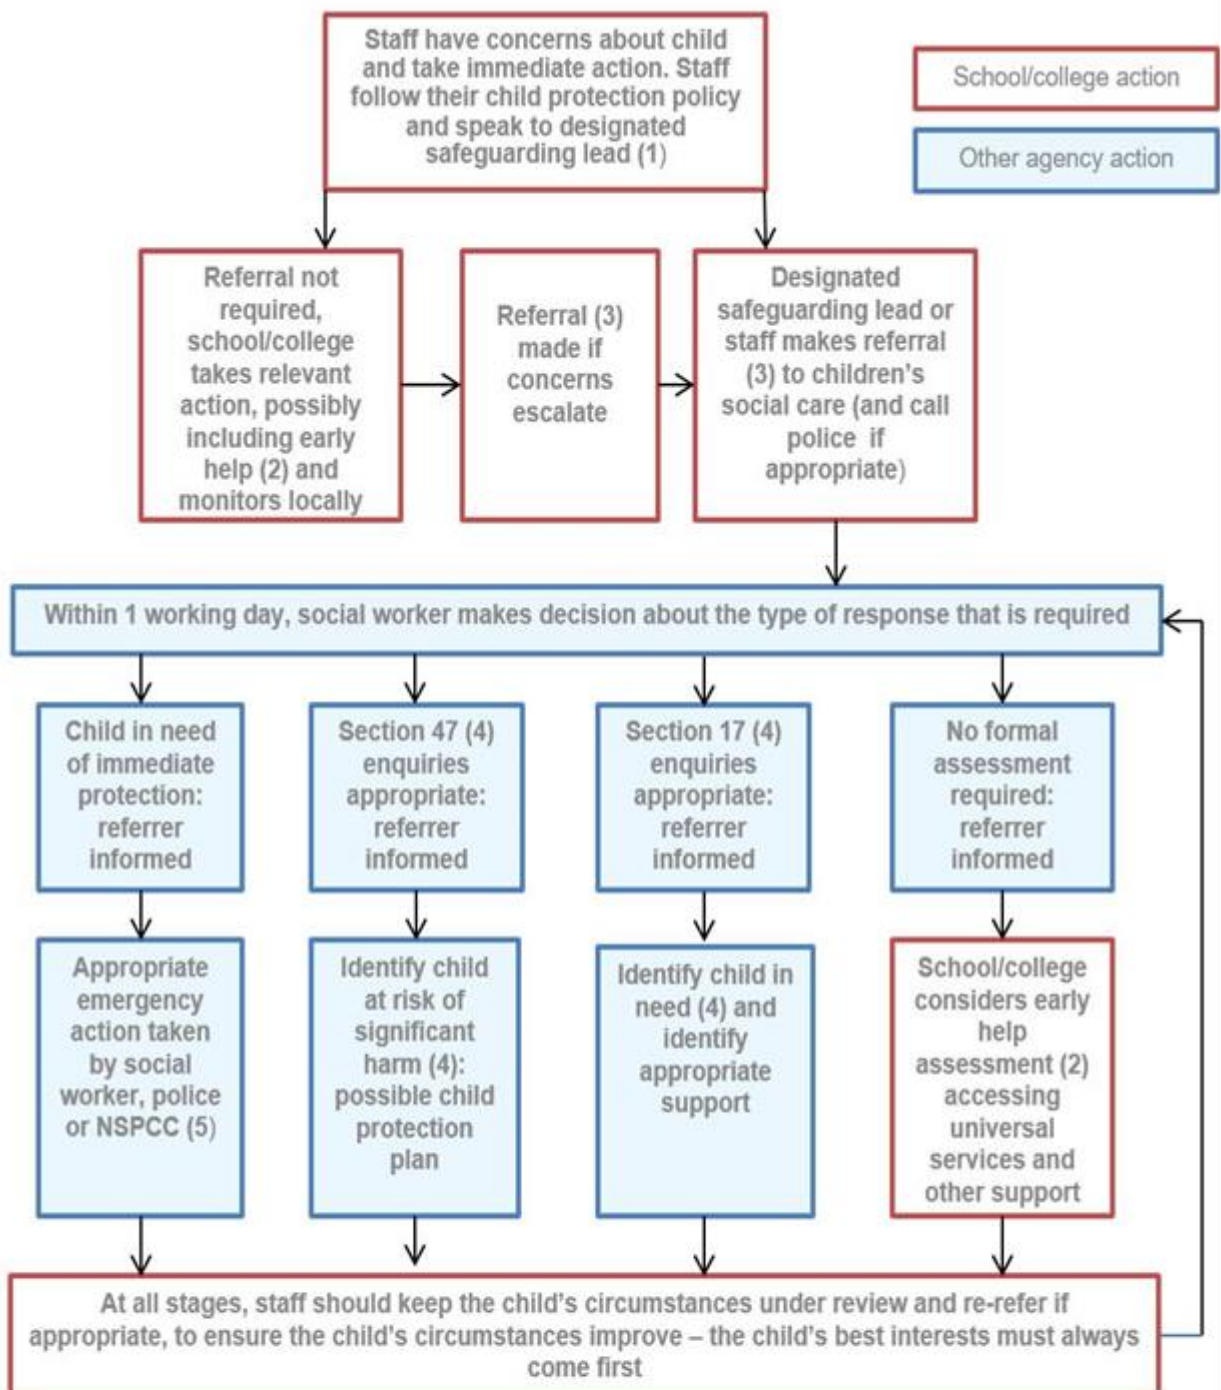 Staff have concerns about child
and take immediate action. Staff
follow their child protection policy
and speak to designated
safeguarding lead (1)
School/college action
Other agency action
Referral not
required,
school/college
takes relevant
action, possibly
including early
help (2) and
monitors locally
Referral (3)
made if
concerns
escalate
Designated
safeguarding lead or
staff makes referral
(3) to children's
social care (and call
police if
appropriate)
Within 1 working day, social worker makes decision about the type of response that is required
Child in need
of immediate
protection:
referrer
informed
Section 47 (4)
enquiries
appropriate:
referrer
informed
Section 17 (4)
enquiries
appropriate:
referrer
informed
No formal
assessment
required:
referrer
informed
Appropriate
emergency
action taken
by social
worker, police
or NSPCC (5)
Identify child
at risk of
significant
harm (4):
possible child
protection
plan
Identify child in
need (4) and
identify
appropriate
support
School/college
considers early
help
assessment (2)
accessing
universal
services and
other support
At all stages, staff should keep the child's circumstances under review and re-refer if
appropriate, to ensure the child's circumstances improve – the child's best interests must always
come first